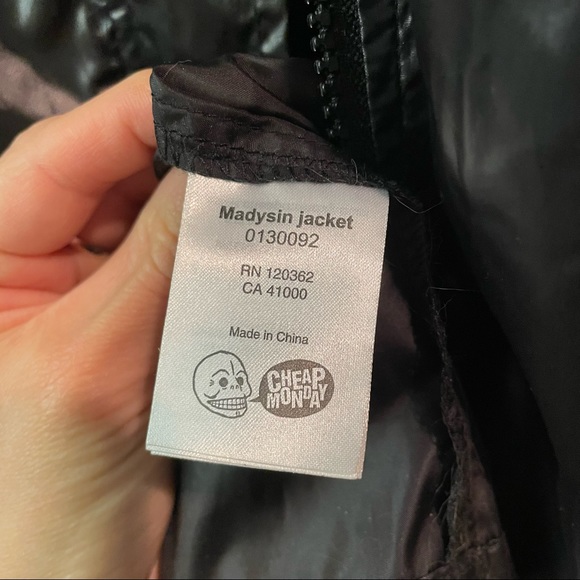 Madysin jacket
0130092
RN 120362
CA 41000
Made in China
CHEAP
MONDAY